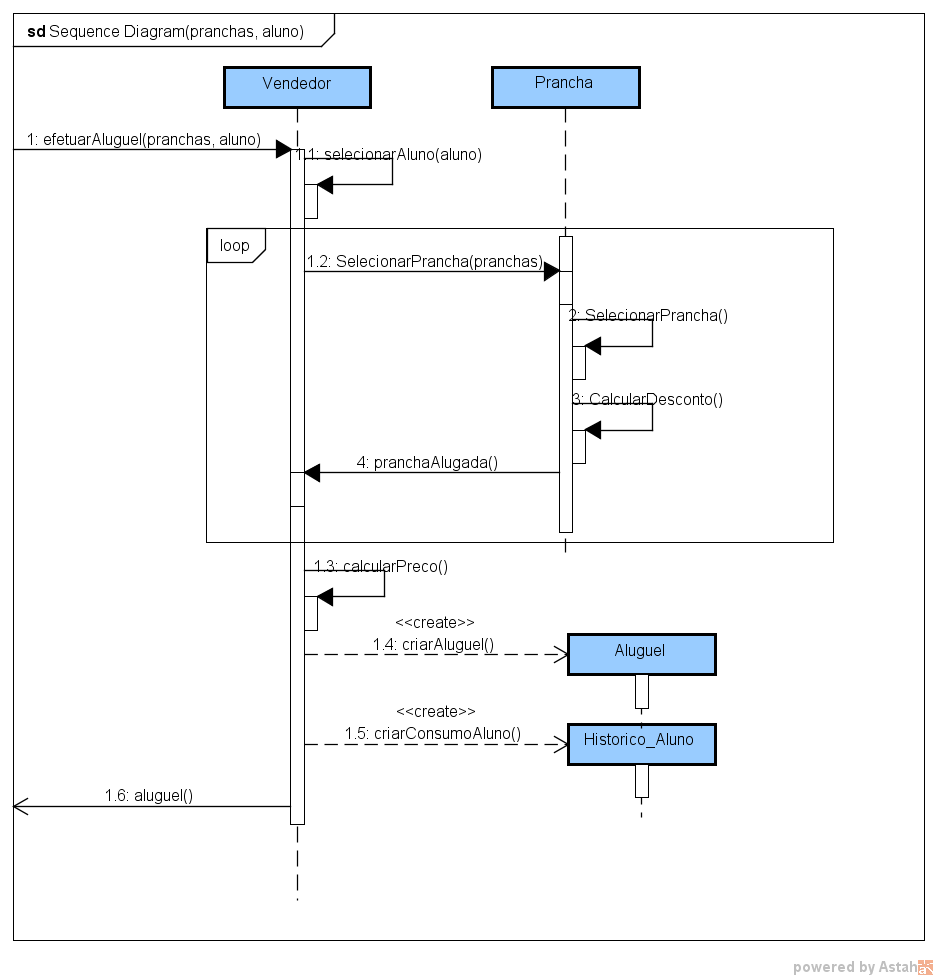 sd Sequence Diagram(pranchas, aluno)
Vendedor
Prancha
1: efetuarAluguel(pranchas, aluno)
1.1: selecionarAluno(aluno)
loop
1.2: SelecionarPrancha(pranchas)
2: SelecionarPrancha()
3: CalcularDesconto()
4: pranchaAlugada()
1.3: calcularPreco()
<<create>>
1.4: criarAluguel()
Aluguel
<<create>>
1.5: criarConsumoAluno()
Historico_Aluno
1.6: aluguel()
powered by Astah